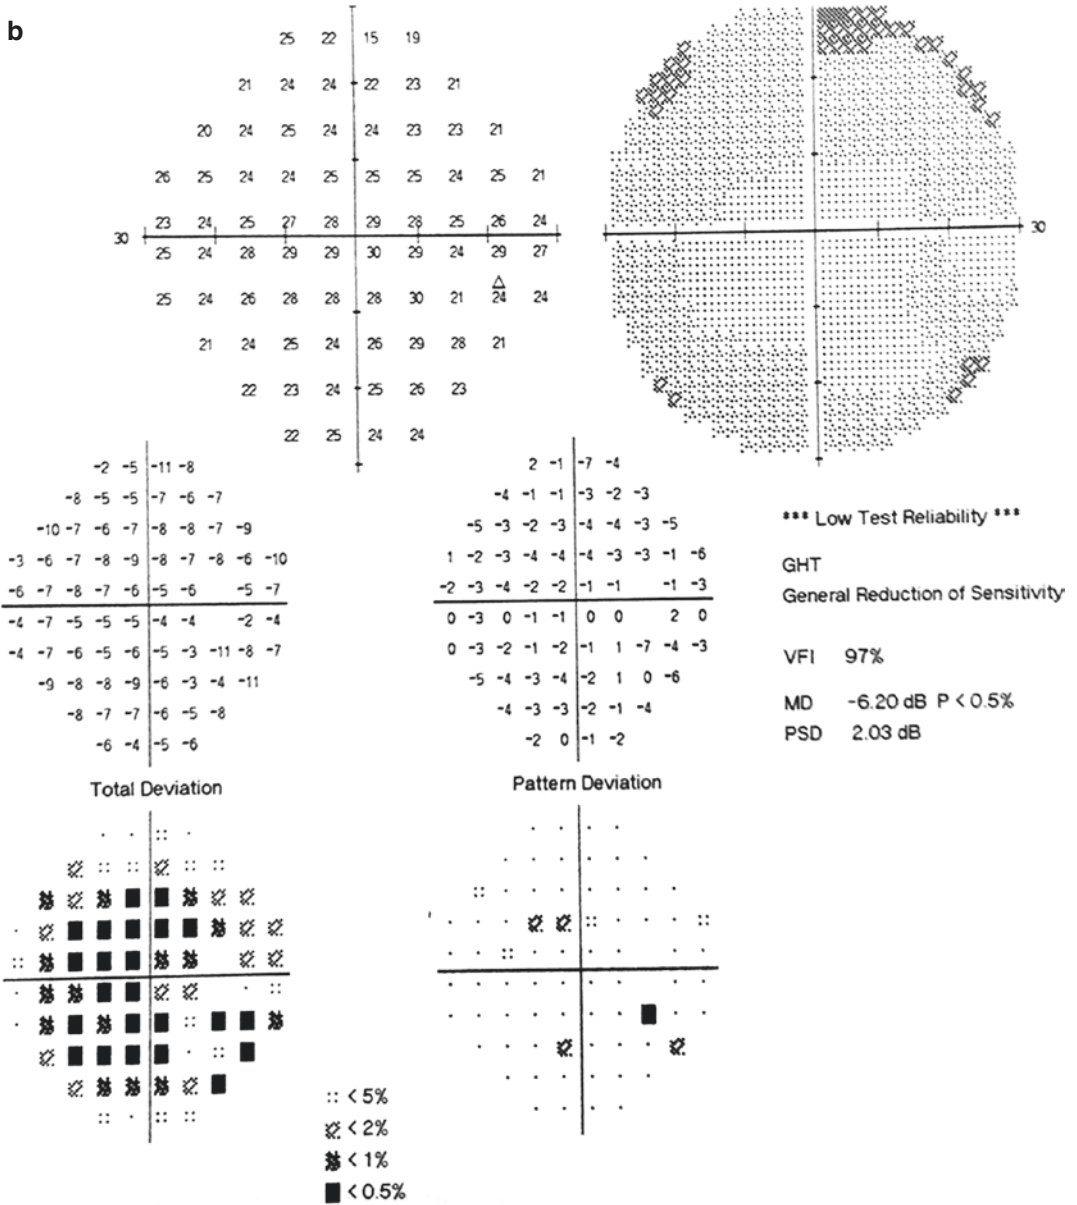 b
25 22 15 19
21 24 24 22 23 21
20 24 25 24 24 23 23 21
26 25 24 24 25 25 25 24 25 21
23 24 25 27 28 29 28 25 26 24
30
30
25 24 28 29 29 30 29 24 29 27
25 24 26 28 28 28 30 21 24 24
21 24 25 24 26 29 28 21
22 23 24 25 26 23
22 25 24 24
-2 -5 -11 -8
-8 -5 -5 -7 -6 -7
-10 -7 -6 -7 -8 -8 -7 -9
-3 -6 -7 -8 -9 -8 -7 -8 -6 -10
-6 -7 -8 -7 -6 -5 -6 -5 -7
-4 -7 -5 -5 -5 -4 -4 -2 -4
-4 -7 -6 -5 -6 -5 -3 -11 -8 -7
-9 -8 -8 -9 -6 -3 -4 -11
-8 -7 -7 -6 -5 -8
-6 -4 -5 -6
Total Deviation
2 -1 -7 -4
-4 -1 -1 -3 -2 -3
-5 -3 -2 -3 -4 -4 -3 -5
1 -2 -3 -4 -4 -4 -3 -3 -1 -6
-2 -3 -4 -2 -2 -1 -1 -1 -3
0 -3 0 -1 -1 0 0 2 0
0 -3 -2 -1 -2 -1 1 -7 -4 -3
-5 -4 -3 -4 -2 1 0 -6
-4 -3 -3 -2 -1 -4
-2 0 -1 -2
Pattern Deviation
*** Low Test Reliability ***
GHT
General Reduction of Sensitivity
VFI 97%
MD -6.20 dB P < 0.5%
PSD 2.03 dB
< 5%
< 2%
< 1%
< 0.5%